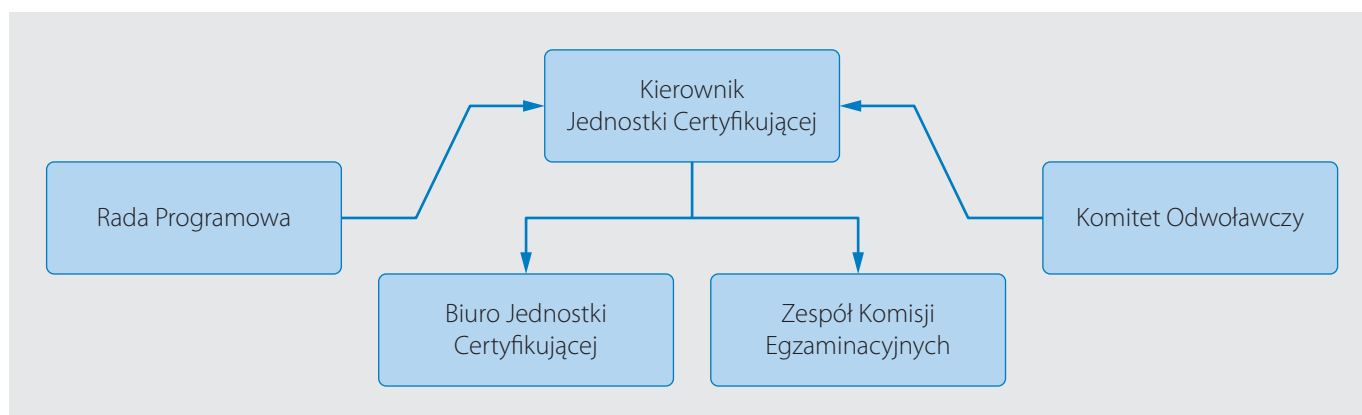 Kierownik
Jednostki Certyfikującej
Rada Programowa
Komitet Odwoławczy
Biuro Jednostki
Certyfikującej
Zespół Komisji
Egzaminacyjnych